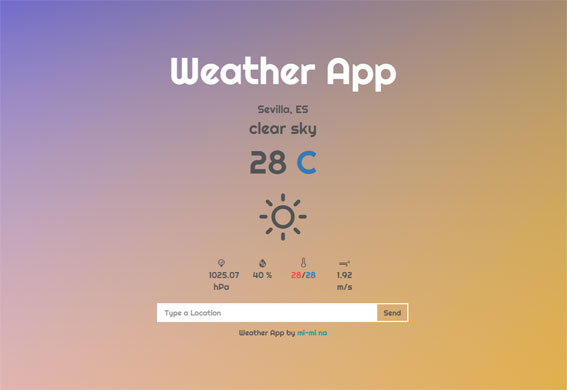 Weather App
Sevilla, ES
clear sky
28 C
1025.07 hPa
40 %
28/28
1.92 m/s
Type a Location
Send
Weather App by mi-mi na